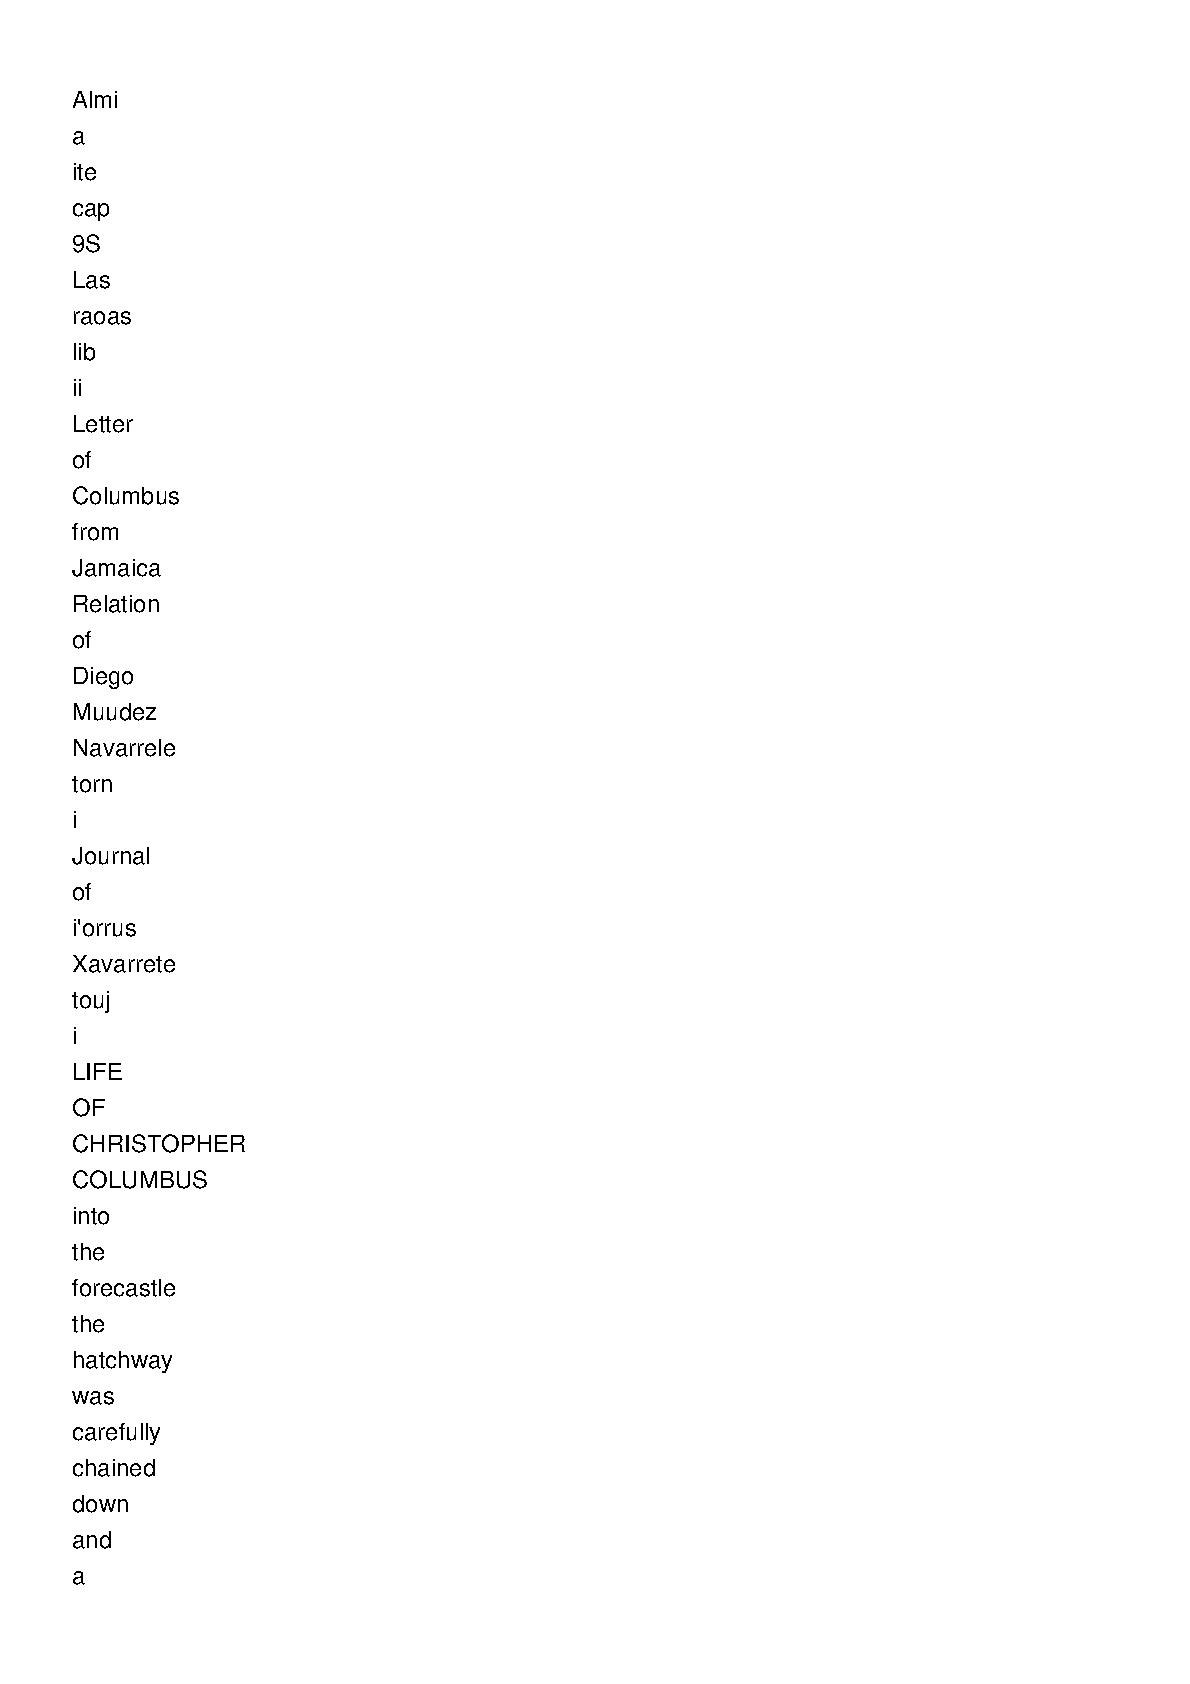 Almi
a
ite
cap
9S
Las
raoas
lib
ii
Letter
of
Columbus
from
Jamaica
Relation
of
Diego
Muudez
Navarrele
torn
i
Journal
of
i'orrus
Xavarrete
touj
i
LIFE
OF
CHRISTOPHER
COLUMBUS
into
the
forecastle
the
hatchway
was
carefully
chained
down
and
a